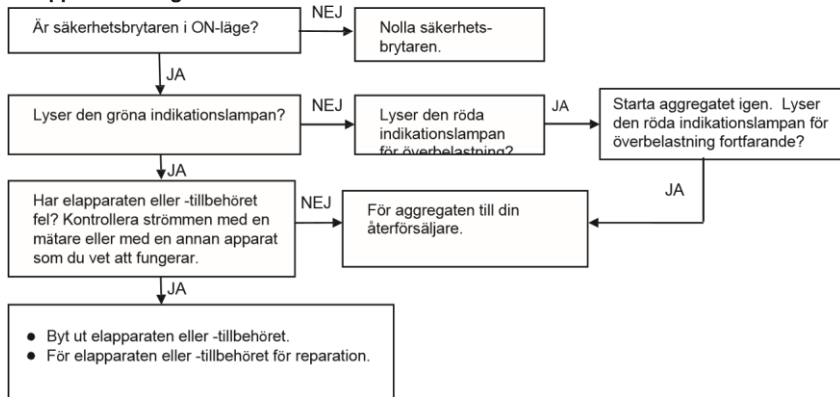 Är säkerhetsbrytaren i ON-läge?
NEJ
Nolla säkerhets-
brytaren.
JA
Lyser den gröna indikationslampan?
NEJ
Lyser den röda
indikationslampan
för överbelastning?
JA
Starta aggregatet igen. Lyser
den röda indikationslampan för
överbelastning fortfarande?
JA
JA
Har elapparaten eller -tillbehöret
fel? Kontrollera strömmen med en
mätare eller med en annan apparat
som du vet att fungerar.
NEJ
För aggregaten till din
återförsäljare.
JA
● Byt ut elapparaten eller -tillbehöret.
● För elapparaten eller -tillbehöret för reparation.